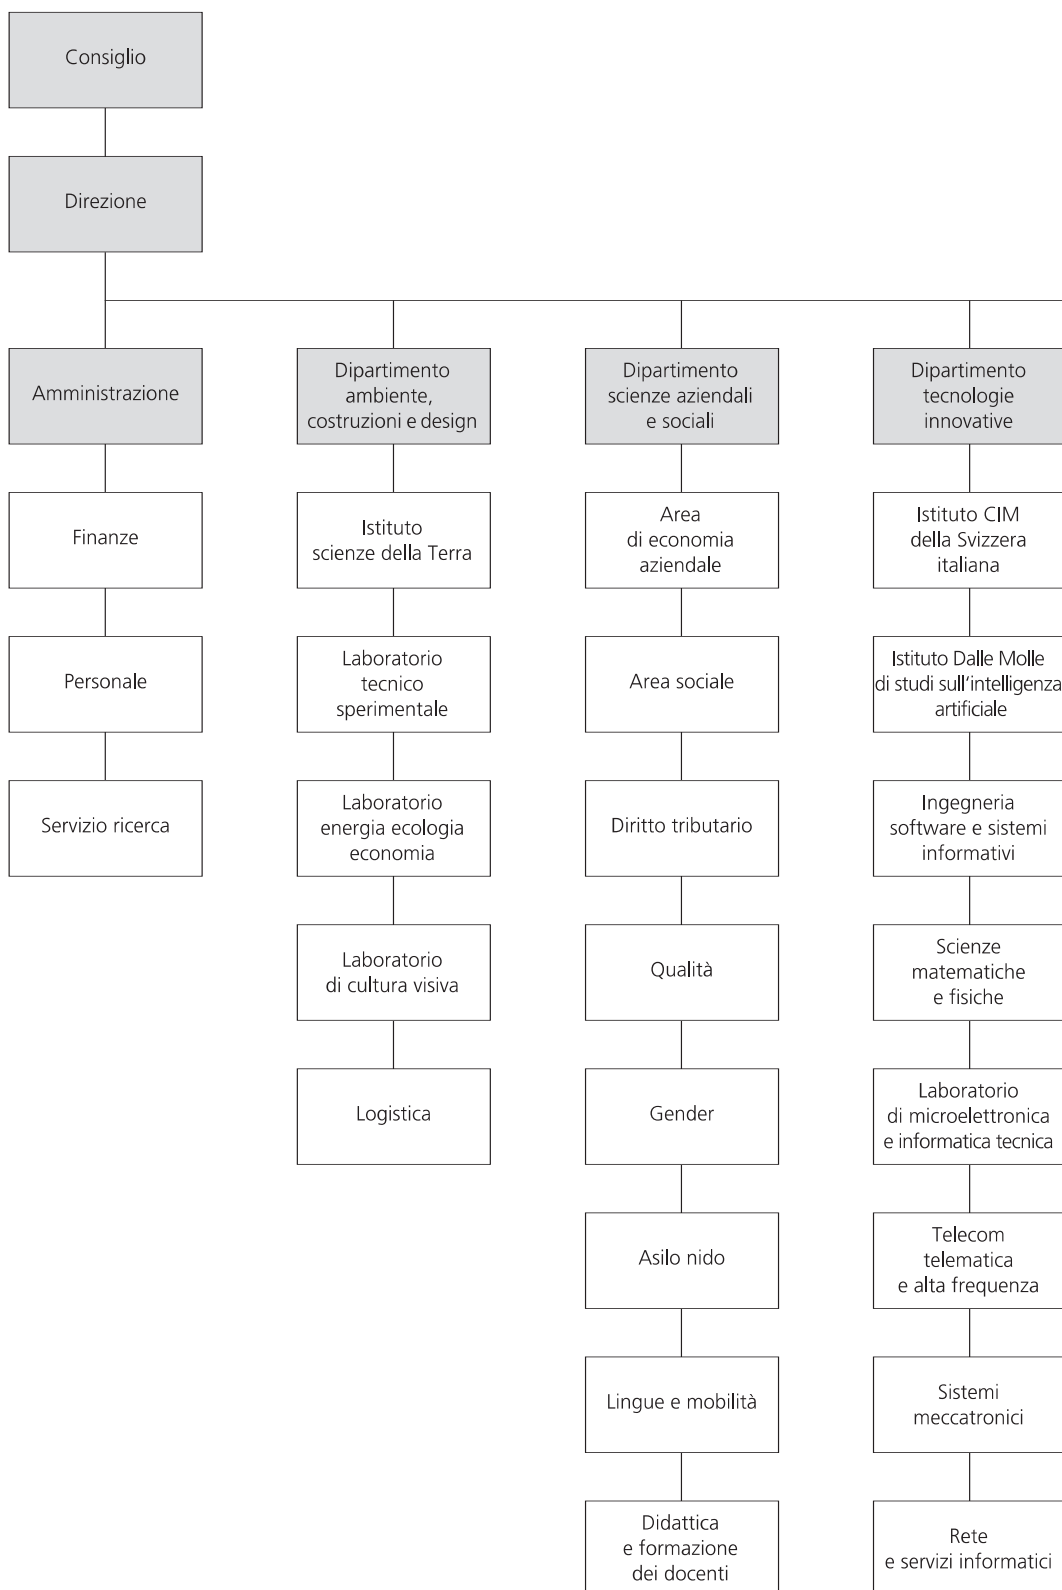 Consiglio
Direzione
Amministrazione
Finanze
Personale
Servizio ricerca
Dipartimento
ambiente,
costruzioni e design
Istituto
scienze della Terra
Laboratorio
tecnico
sperimentale
Laboratorio
energia ecologia
economia
Laboratorio
di cultura visiva
Logistica
Dipartimento
scienze aziendali
e sociali
Area
di economia
aziendale
Area sociale
Diritto tributario
Qualità
Gender
Asilo nido
Lingue e mobilità
Didattica
e formazione
dei docenti
Dipartimento
tecnologie
innovative
Istituto CIM
della Svizzera
italiana
Istituto Dalle Molle
di studi sull'intelligenza
artificiale
Ingegneria
software e sistemi
informativi
Scienze
matematiche
e fisiche
Laboratorio
di microelettronica
e informatica tecnica
Telecom
telematica
e alta frequenza
Sistemi
meccatronici
Rete
e servizi informatici